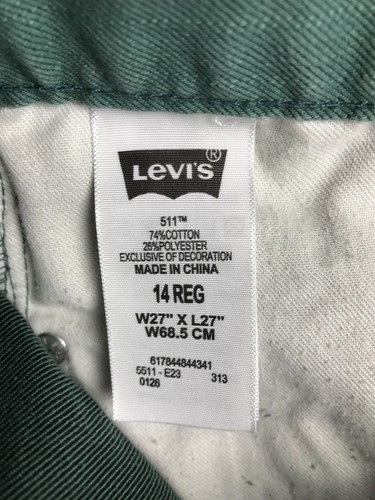 LEVI'S®
511™
74%COTTON
26%POLYESTER
EXCLUSIVE OF DECORATION
MADE IN CHINA
14 REG
W27" X L27"
W68.5 CM
617844844341
5511 - E23
0126 313